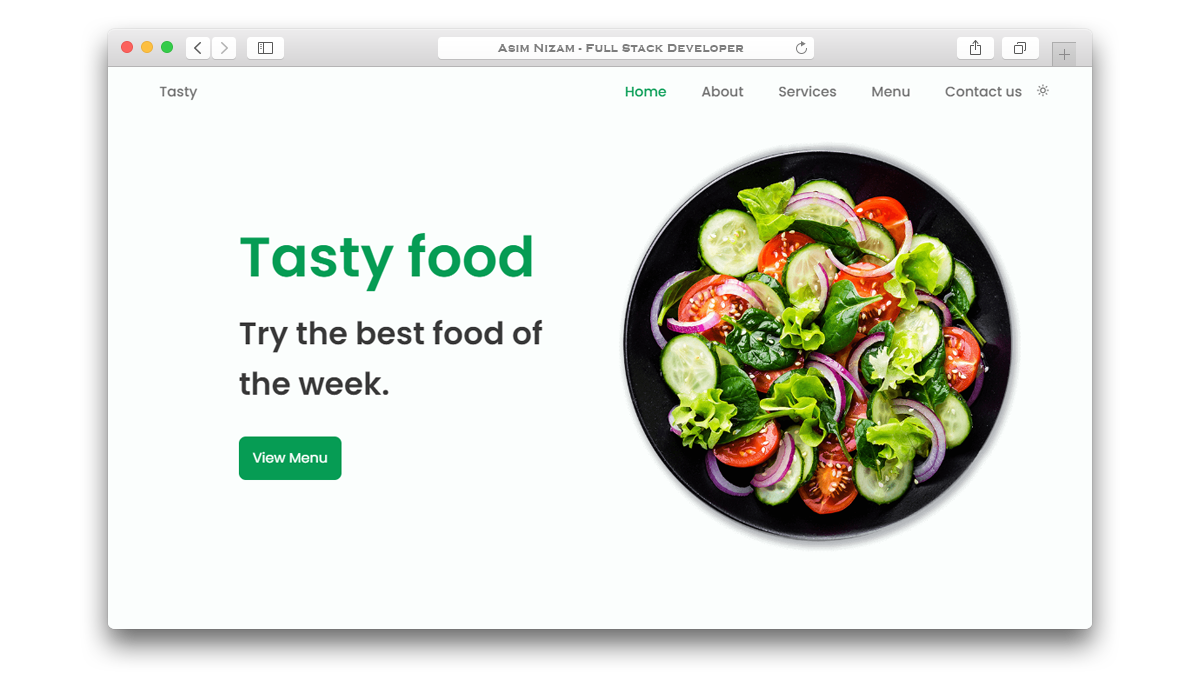 Asim Nizam - Full Stack Developer
Tasty
Home
About
Services
Menu
Contact us
Tasty food
Try the best food of
the week.
View Menu